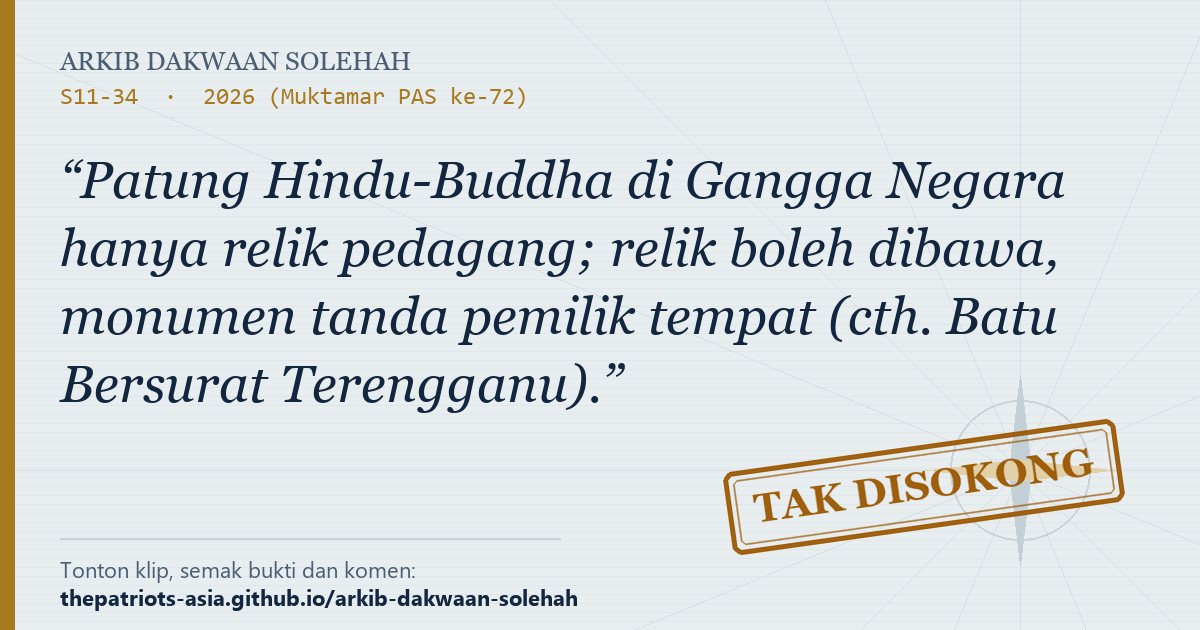 ARKIB DAKWAAN SOLEHAH
S11-34 · 2026 (Muktamar PAS ke-72)
“Patung Hindu-Buddha di Gangga Negara
hanya relik pedagang; relik boleh dibawa,
monumen tanda pemilik tempat (cth. Batu
Bersurat Terengganu).”
TAK DISOKONG
Tonton klip, semak bukti dan komen:
thepatriots-asia.github.io/arkib-dakwaan-solehah